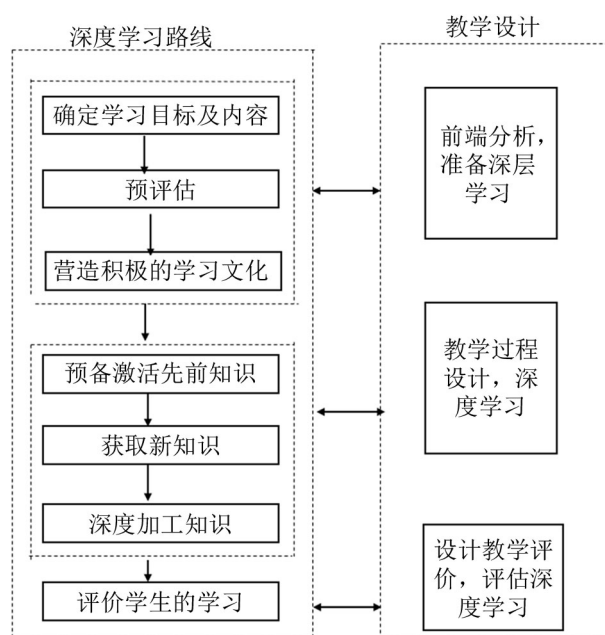 深度学习路线
确定学习目标及内容
预评估
营造积极的学习文化
预备激活先前知识
获取新知识
深度加工知识
评价学生的学习
教学设计
前端分析，
准备深层
学习
教学过程
设计，深
度学习
设计教学评
价，评估深
度学习